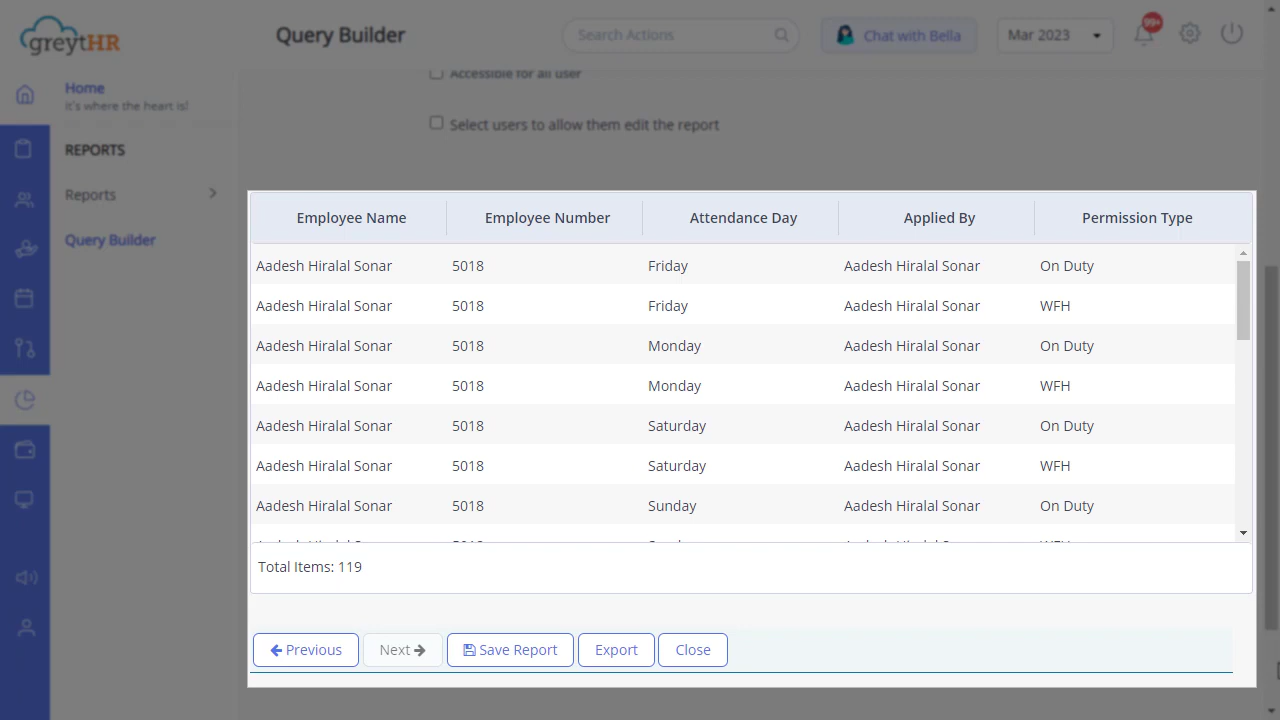 greytHR
Query Builder
Search Actions
Chat with Bella
Mar 2023
99+
Home
it's where the heart is!
REPORTS
Reports
Query Builder
Accessible for all user
Select users to allow them edit the report
Employee Name Employee Number Attendance Day Applied By Permission Type
Aadesh Hiralal Sonar 5018 Friday Aadesh Hiralal Sonar On Duty
Aadesh Hiralal Sonar 5018 Friday Aadesh Hiralal Sonar WFH
Aadesh Hiralal Sonar 5018 Monday Aadesh Hiralal Sonar On Duty
Aadesh Hiralal Sonar 5018 Monday Aadesh Hiralal Sonar WFH
Aadesh Hiralal Sonar 5018 Saturday Aadesh Hiralal Sonar On Duty
Aadesh Hiralal Sonar 5018 Saturday Aadesh Hiralal Sonar WFH
Aadesh Hiralal Sonar 5018 Sunday Aadesh Hiralal Sonar On Duty
Total Items: 119
Previous Next Save Report Export Close